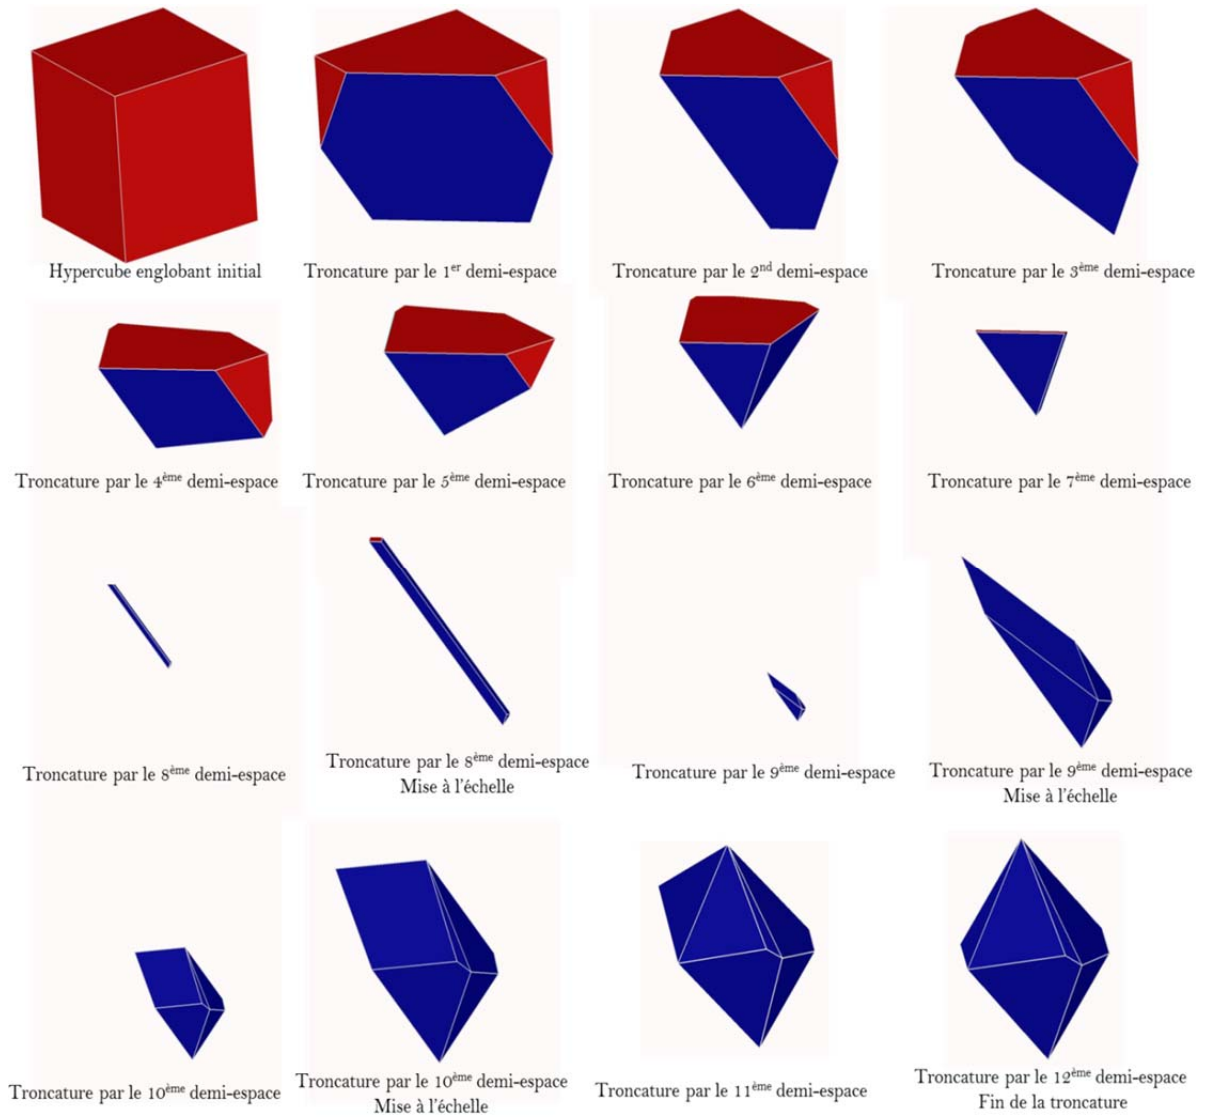 Hypercube englobant initial
Troncature par le 1er demi-espace
Troncature par le 2nd demi-espace
Troncature par le 3ème demi-espace
Troncature par le 4ème demi-espace
Troncature par le 5ème demi-espace
Troncature par le 6ème demi-espace
Troncature par le 7ème demi-espace
Troncature par le 8ème demi-espace
Troncature par le 8ème demi-espace
Mise à l'échelle
Troncature par le 9ème demi-espace
Troncature par le 9ème demi-espace
Mise à l'échelle
Troncature par le 10ème demi-espace
Troncature par le 10ème demi-espace
Mise à l'échelle
Troncature par le 11ème demi-espace
Troncature par le 12ème demi-espace
Fin de la troncature